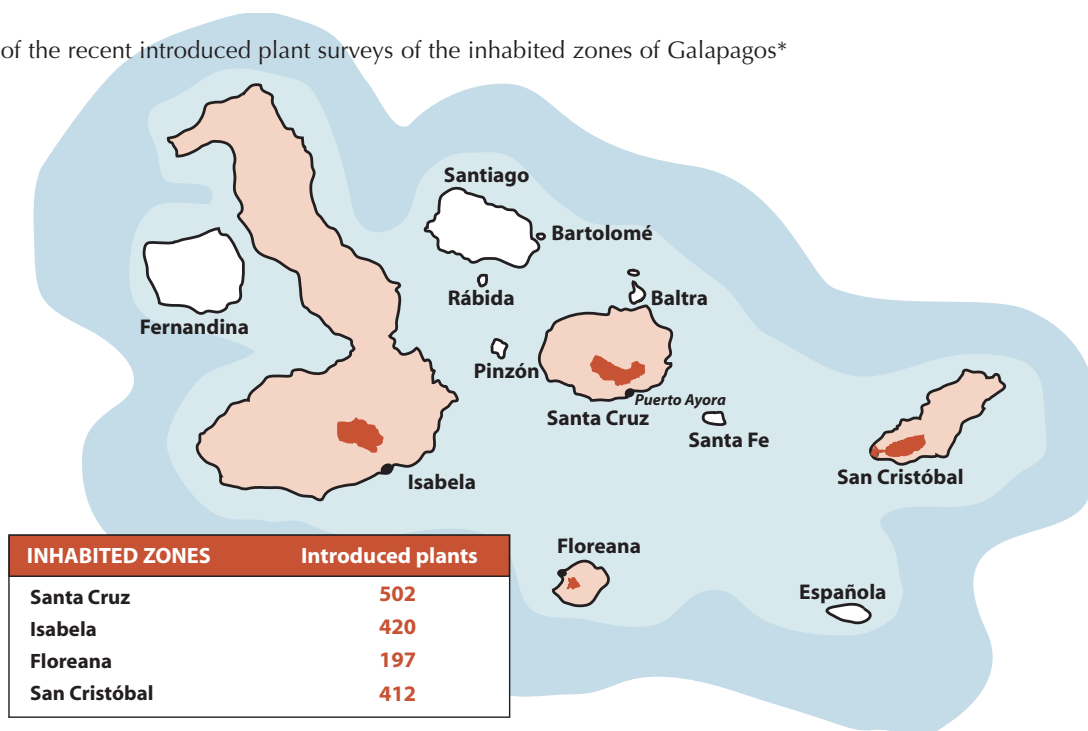 of the recent introduced plant surveys of the inhabited zones of Galapagos*
Santiago
Bartolomé
Rábida
Baltra
Fernandina
Pinzón
Puerto Ayora
Santa Cruz
Santa Fe
San Cristóbal
Isabela
Floreana
Española
INHABITED ZONES Introduced plants
Santa Cruz 502
Isabela 420
Floreana 197
San Cristóbal 412